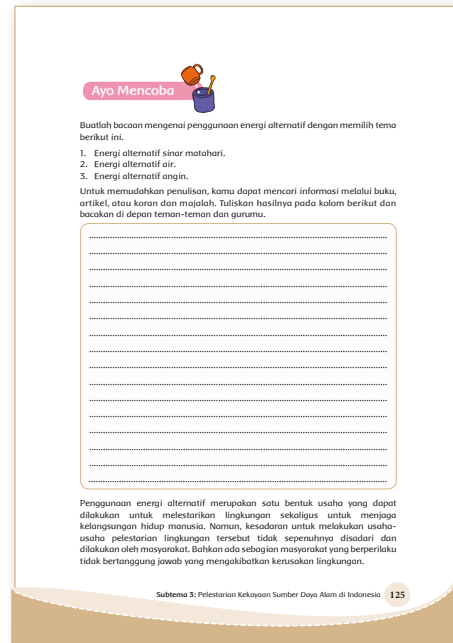 Ayo Mencoba
Buatlah bacaan mengenai penggunaan energi alternatif dengan memilih tema
berikut ini.
1. Energi alternatif sinar matahari.
2. Energi alternatif air.
3. Energi alternatif angin.
Untuk memudahkan penulisan, kamu dapat mencari informasi melalui buku,
artikel, atau koran dan majalah. Tuliskan hasilnya pada kolom berikut dan
bacakan di depan teman-teman dan gurumu.
Penggunaan energi alternatif merupakan satu bentuk usaha yang dapat
dilakukan untuk melestarikan lingkungan sekaligus untuk menjaga
kelangsungan hidup manusia. Namun, kesadaran untuk melakukan usaha-
usaha pelestarian lingkungan tersebut tidak sepenuhnya disadari dan
dilakukan oleh masyarakat. Bahkan ada sebagian masyarakat yang berperilaku
tidak bertanggung jawab yang mengakibatkan kerusakan lingkungan.
Subtema 3: Pelestarian Kekayaan Sumber Daya Alam di Indonesia 125